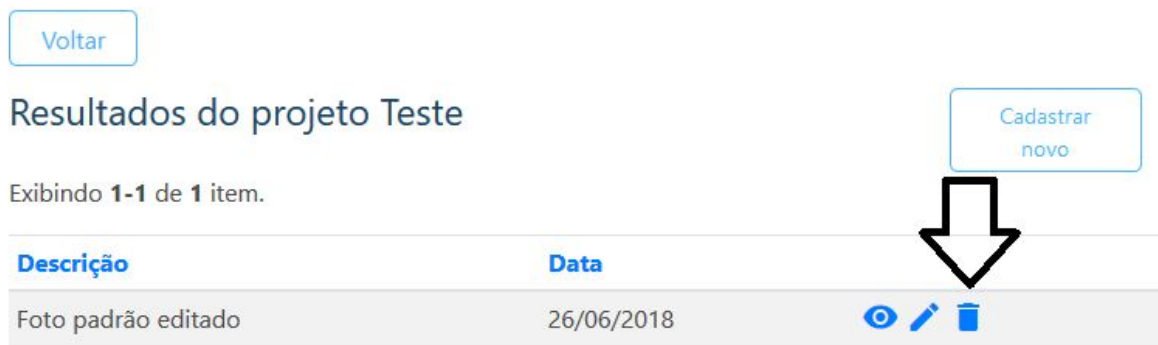 Voltar
Resultados do projeto Teste
Cadastrar
novo
Exibindo 1-1 de 1 item.
Descrição Data
Foto padrão editado 26/06/2018